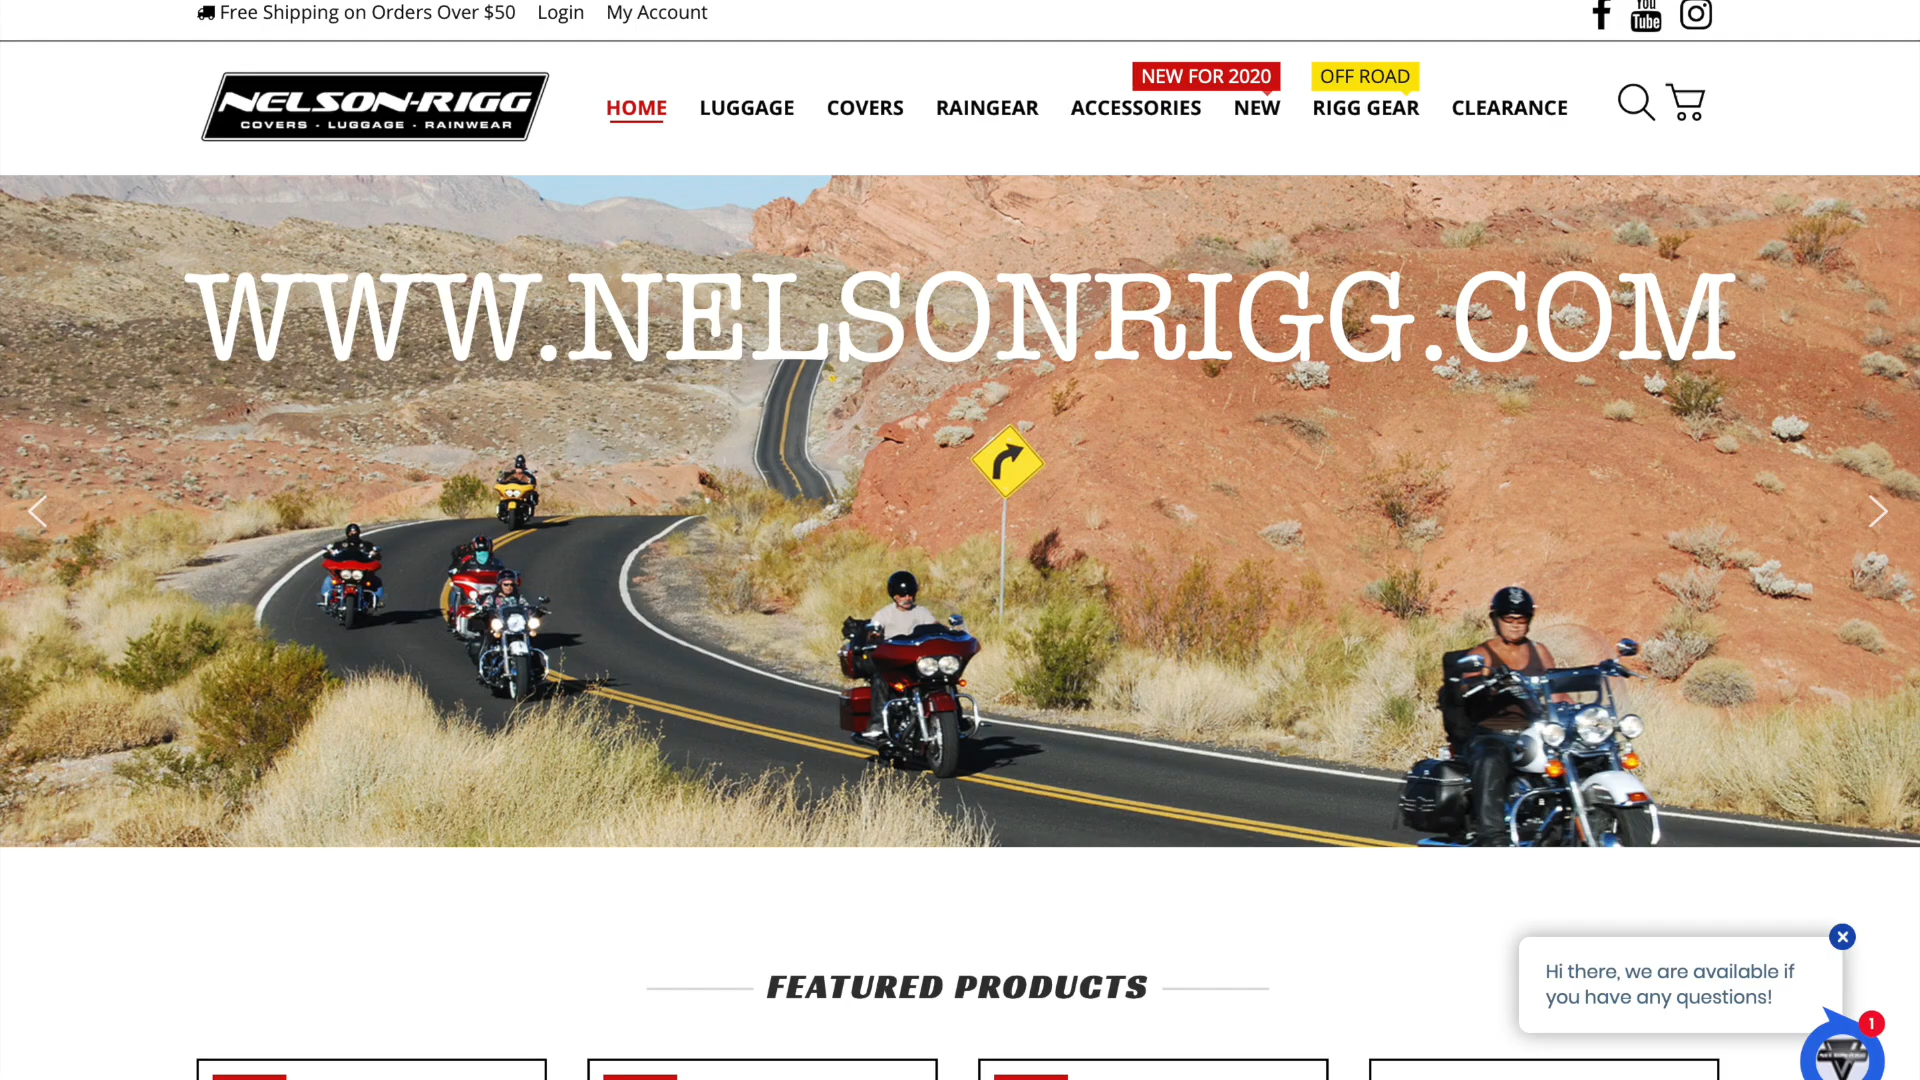 Free Shipping on Orders Over $50 Login My Account
You Tube
NELSON-RIGG
COVERS · LUGGAGE · RAINWEAR
NEW FOR 2020
OFF ROAD
HOME LUGGAGE COVERS RAINGEAR ACCESSORIES NEW RIGG GEAR CLEARANCE
WWW.NELSONRIGG.COM
FEATURED PRODUCTS
Hi there, we are available if
you have any questions!
1